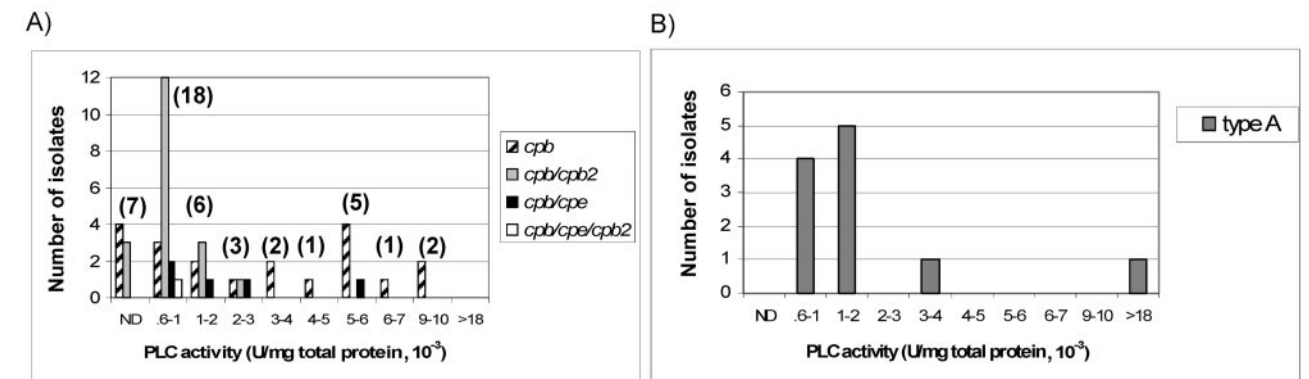 A)
Number of isolates
12
10
8
6
4
2
0
(7)
(18)
(6)
(3)
(2)
(1)
(5)
(1)
(2)
ND .6-1 1-2 2-3 3-4 4-5 5-6 6-7 9-10 >18
PLC activity (U/mg total protein, 10⁻³)
cpb
cpb/cpb2
cpb/cpe
cpb/cpe/cpb2
B)
Number of isolates
6
5
4
3
2
1
0
ND .6-1 1-2 2-3 3-4 4-5 5-6 6-7 9-10 >18
PLC activity (U/mg total protein, 10⁻³)
type A